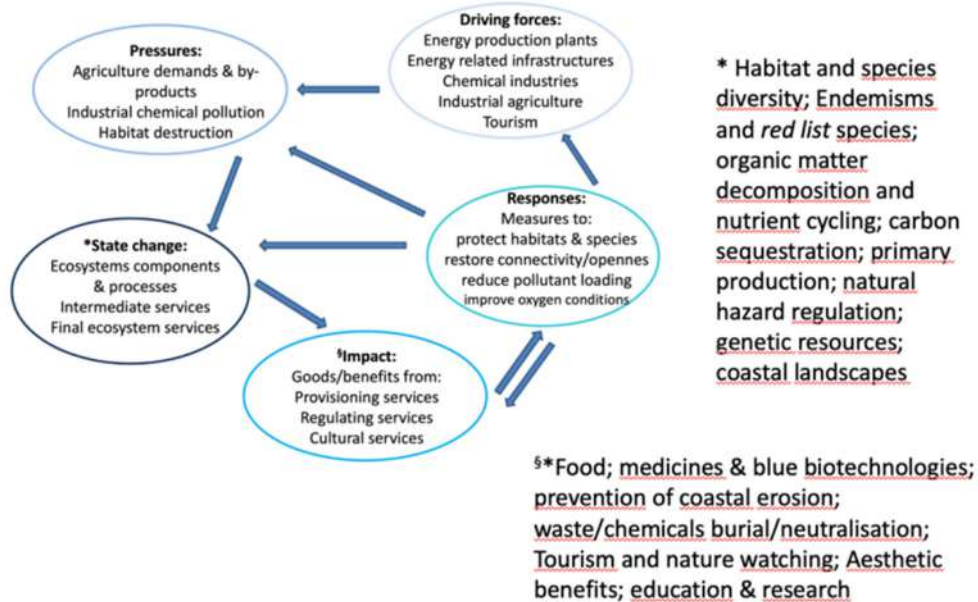 Driving forces:
Energy production plants
Energy related infrastructures
Chemical industries
Industrial agriculture
Tourism
Pressures:
Agriculture demands & by-
products
Industrial chemical pollution
Habitat destruction
*State change:
Ecosystems components
& processes
Intermediate services
Final ecosystem services
Responses:
Measures to:
protect habitats & species
restore connectivity/opennes
reduce pollutant loading
improve oxygen conditions
§Impact:
Goods/benefits from:
Provisioning services
Regulating services
Cultural services
* Habitat and species
diversity; Endemisms
and red list species;
organic matter
decomposition and
nutrient cycling; carbon
sequestration; primary
production; natural
hazard regulation;
genetic resources;
coastal landscapes
§*Food; medicines & blue biotechnologies;
prevention of coastal erosion;
waste/chemicals burial/neutralisation;
Tourism and nature watching; Aesthetic
benefits; education & research